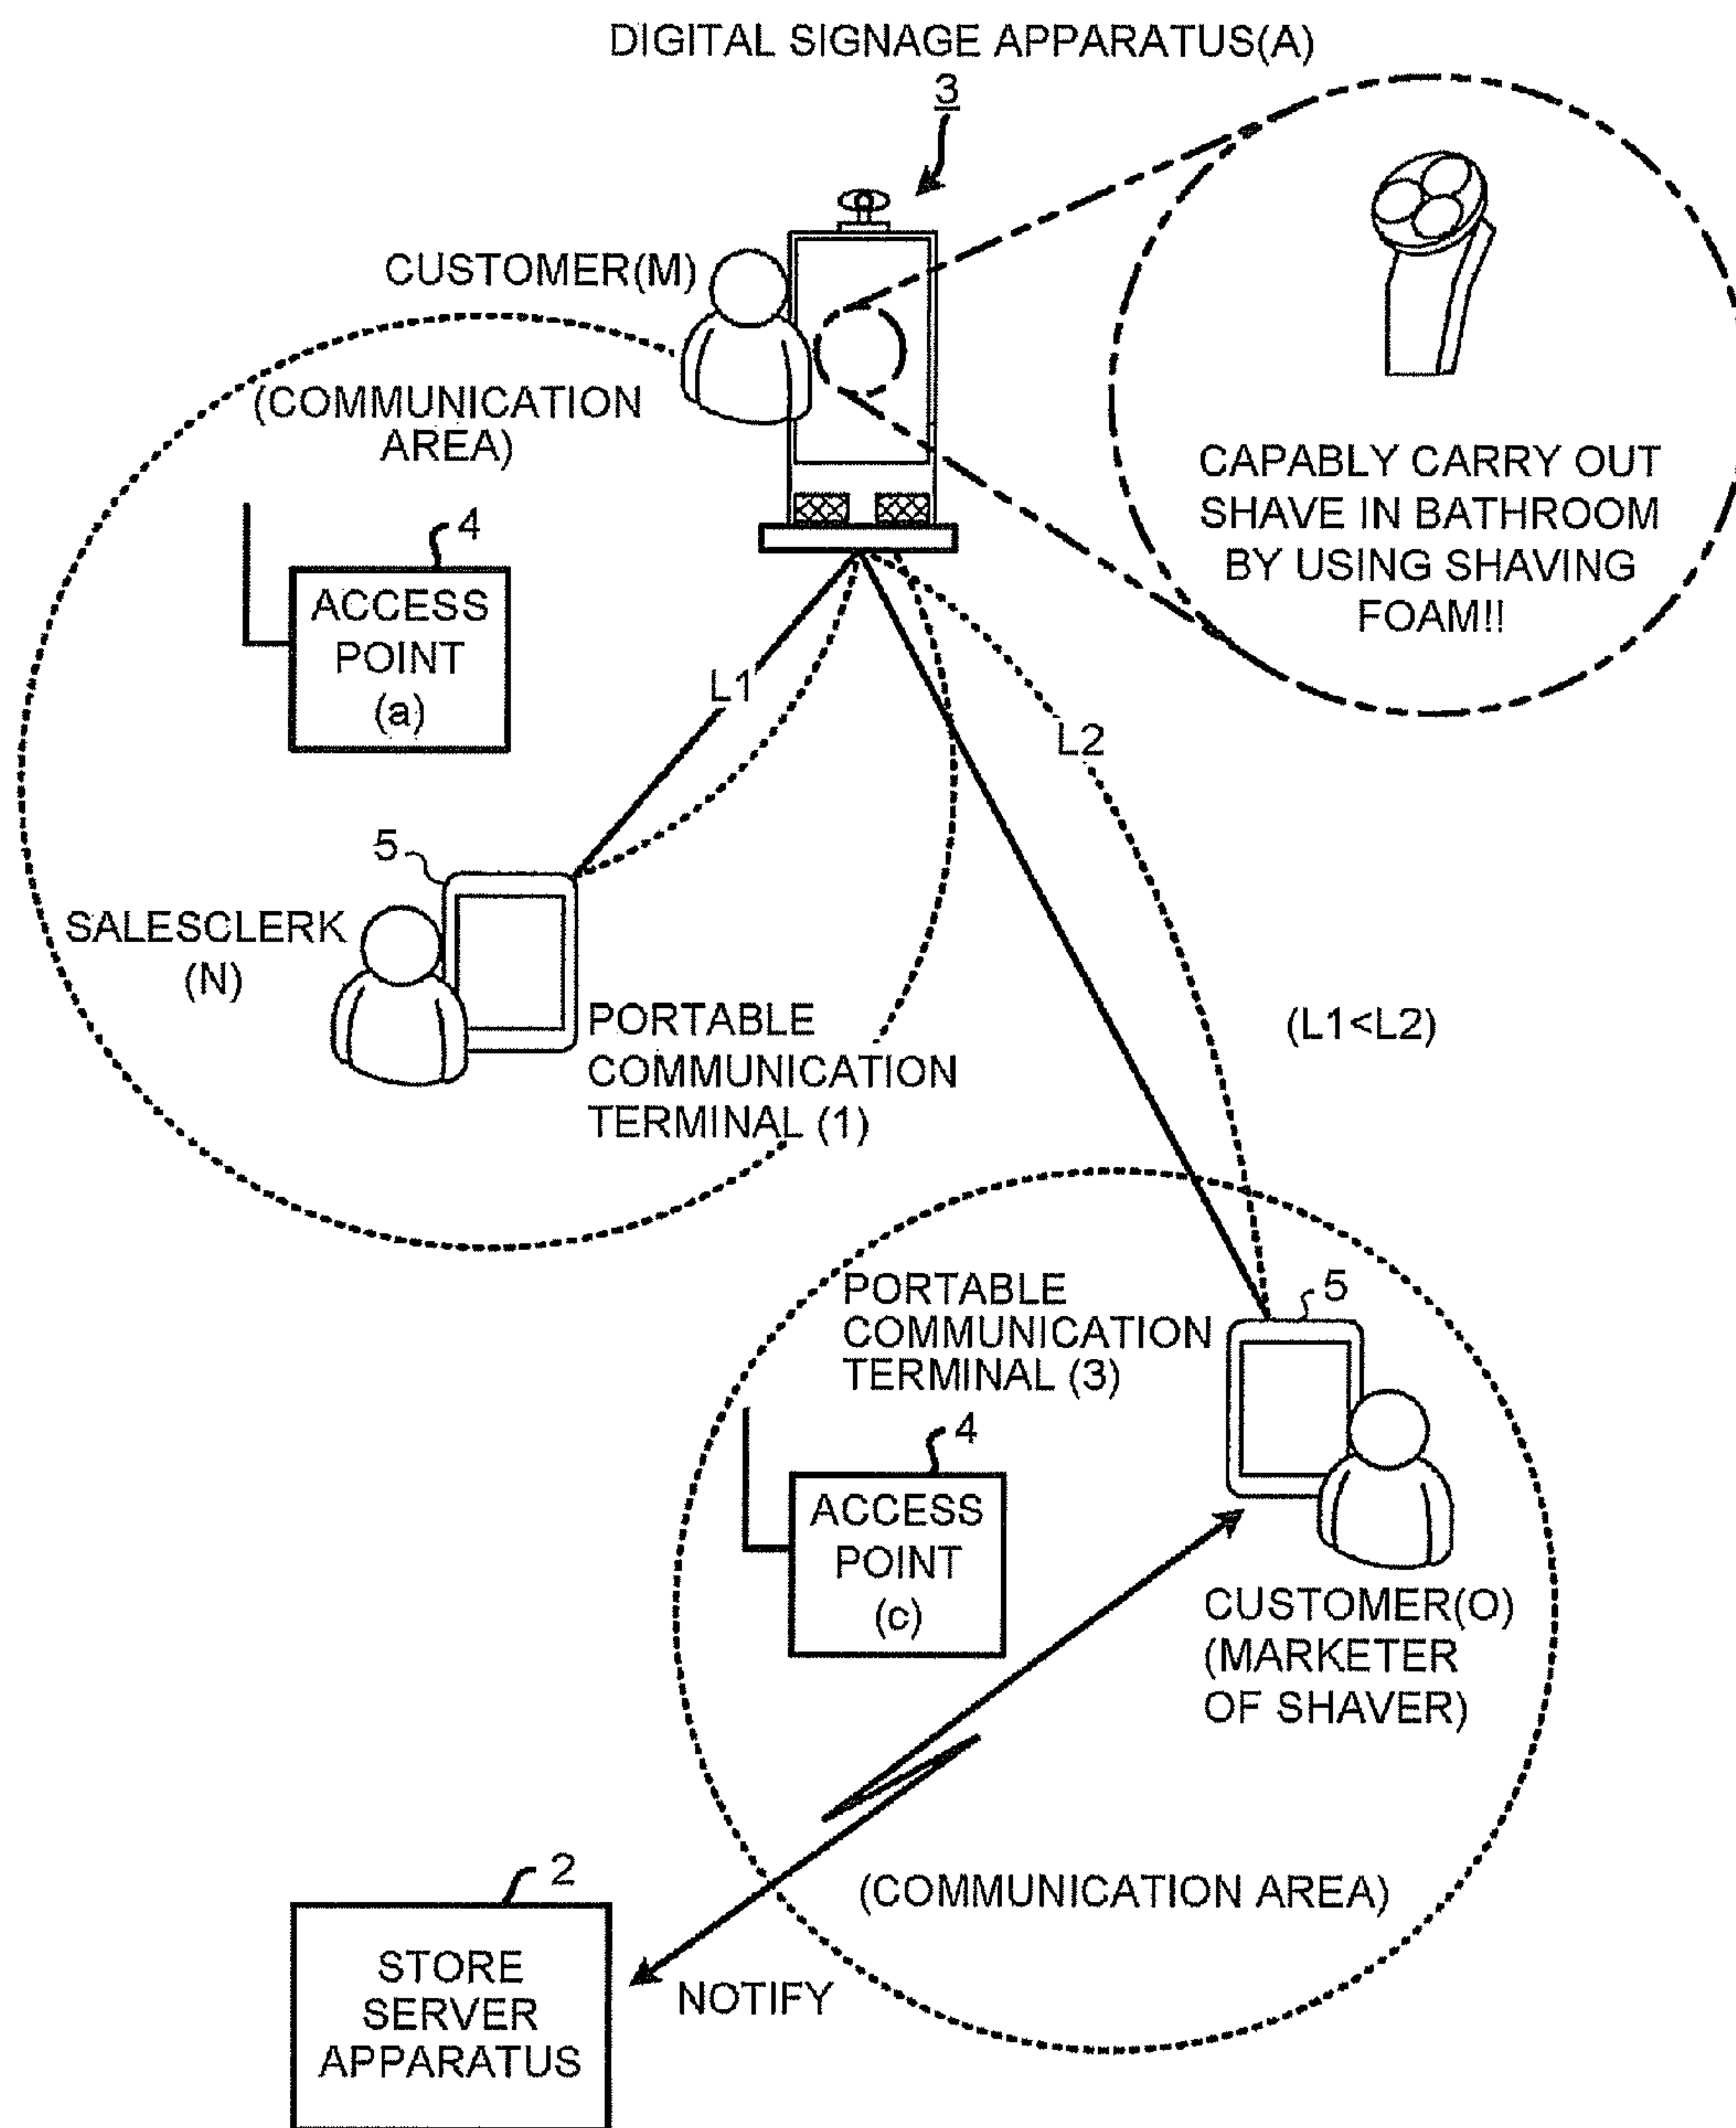 DIGITAL SIGNAGE APPARATUS(A)
3
CUSTOMER(M)
(COMMUNICATION
AREA)
CAPABLY CARRY OUT
SHAVE IN BATHROOM
BY USING SHAVING
FOAM!!
4
ACCESS
POINT
(a)
L1
L2
5
SALESCLERK
(N)
PORTABLE
COMMUNICATION
TERMINAL (1)
(L1<L2)
PORTABLE
COMMUNICATION
TERMINAL (3)
5
4
ACCESS
POINT
(c)
CUSTOMER(O)
(MARKETER
OF SHAVER)
(COMMUNICATION AREA)
2
STORE
SERVER
APPARATUS
NOTIFY